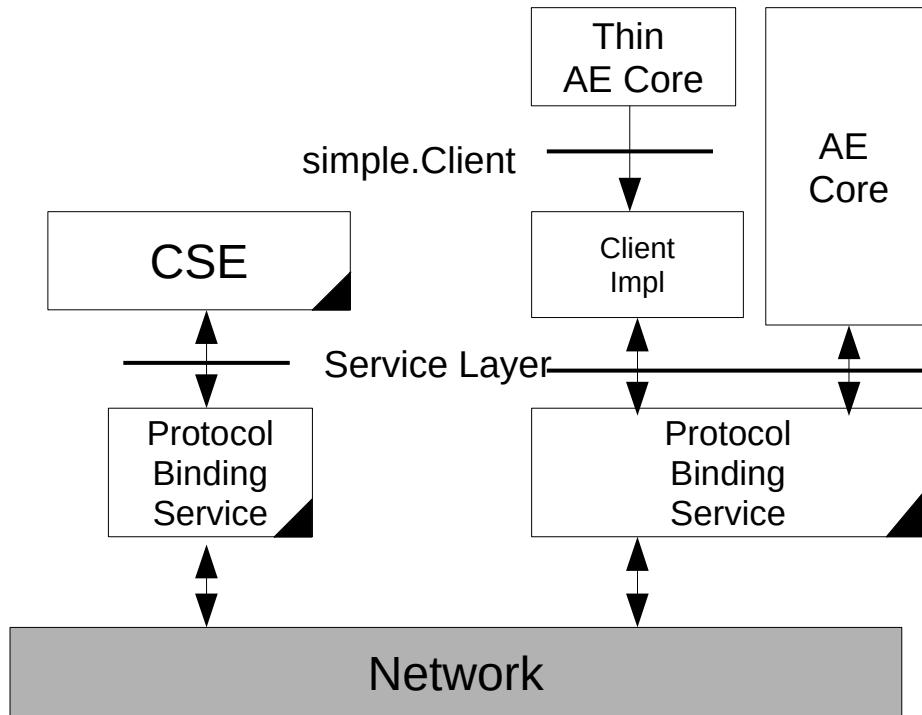 Thin
AE Core
AE
Core
simple.Client
CSE
Client
Impl
Service Layer
Protocol
Binding
Service
Protocol
Binding
Service
Network